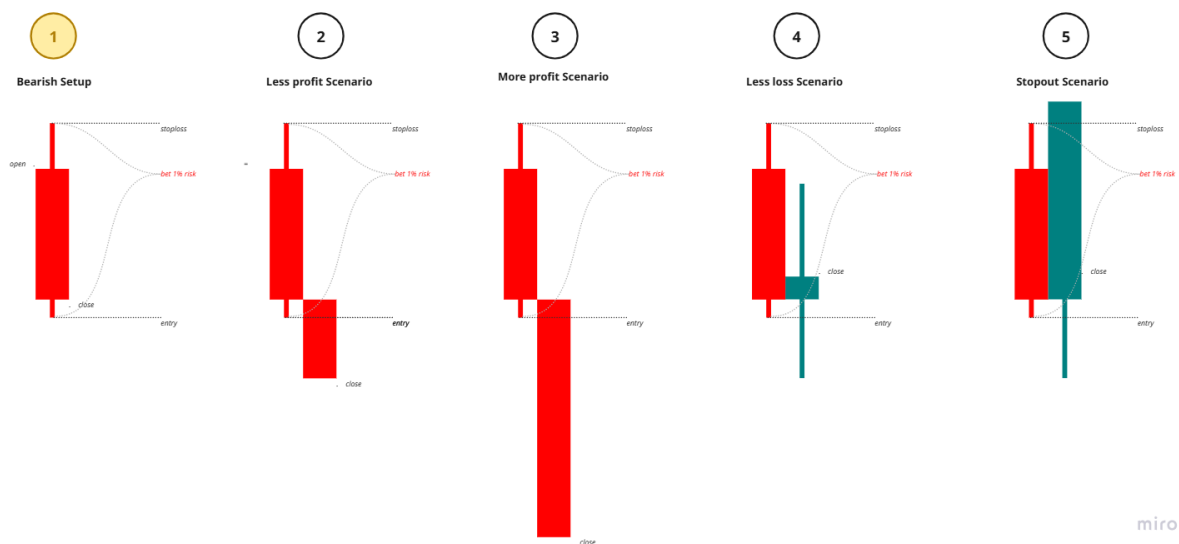 1
Bearish Setup
stoploss
open
bet 1% risk
close
entry
2
Less profit Scenario
stoploss
bet 1% risk
entry
close
3
More profit Scenario
stoploss
bet 1% risk
entry
close
4
Less loss Scenario
stoploss
bet 1% risk
close
entry
5
Stopout Scenario
stoploss
bet 1% risk
close
entry
miro